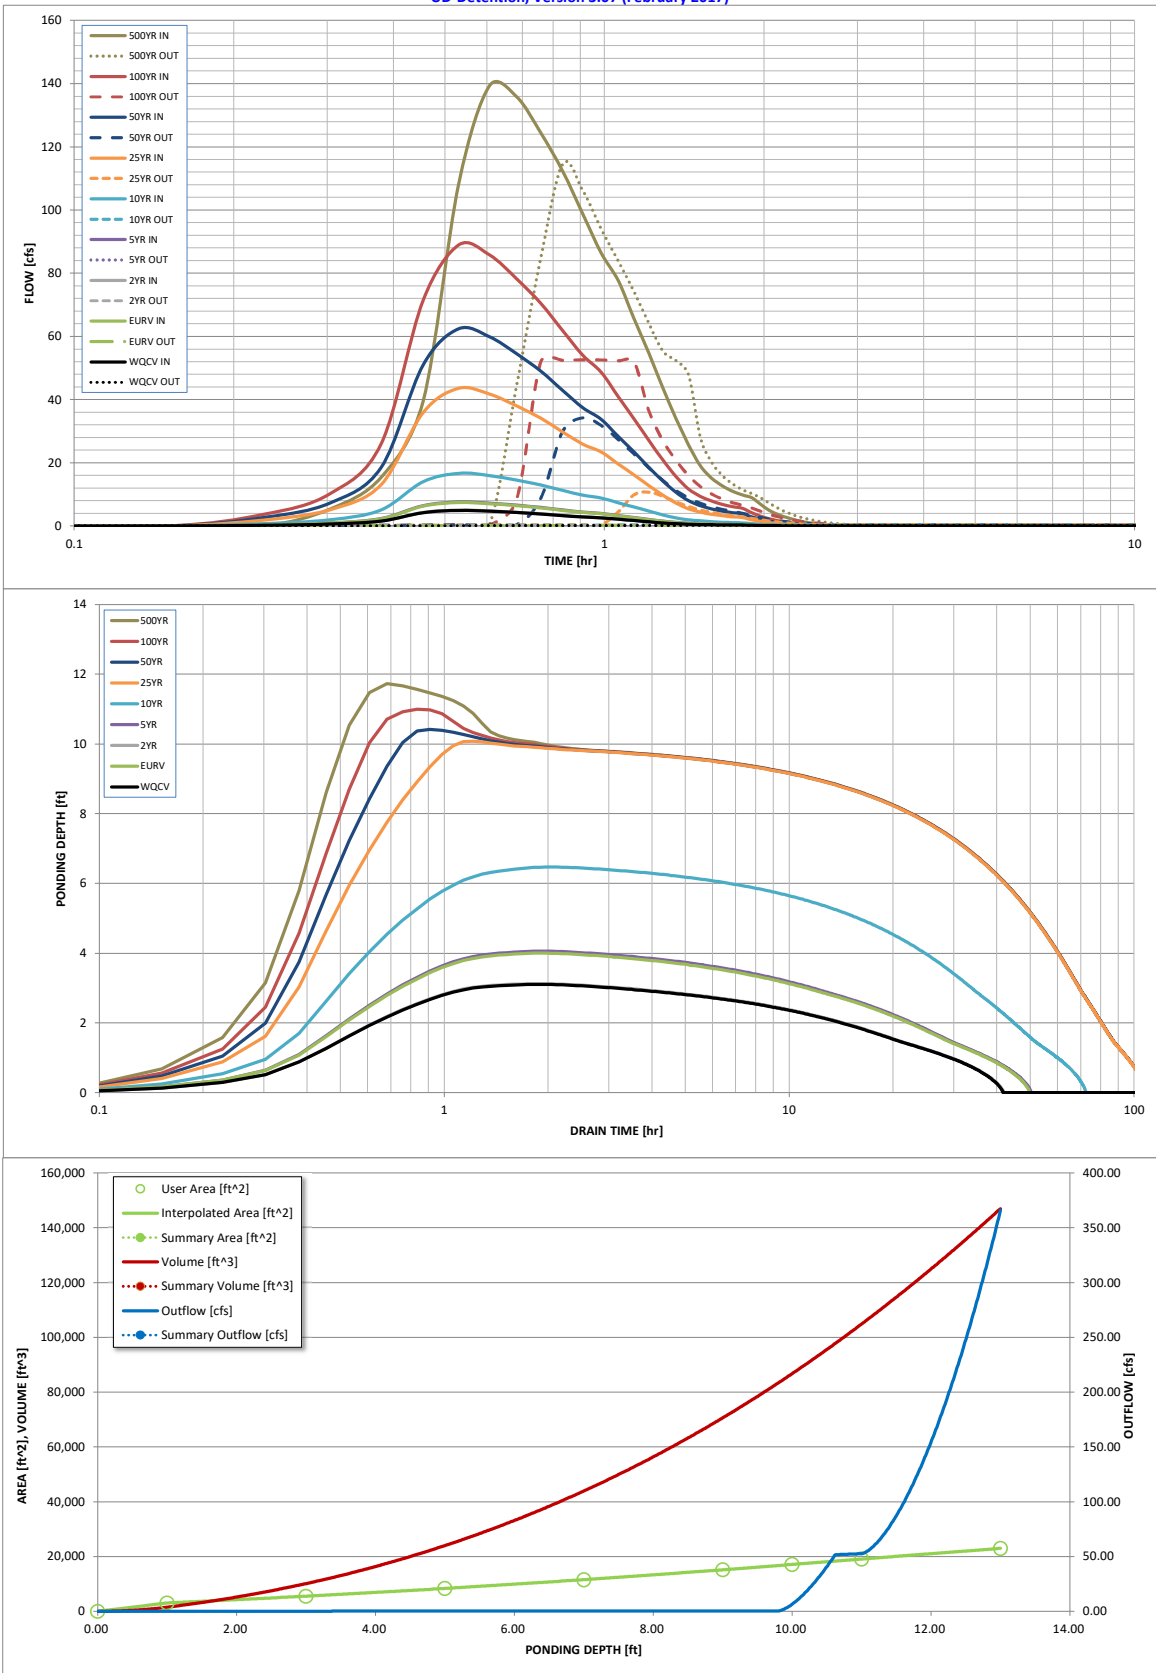 UD-Detention, Version 3.07 (February 2017)
160
140
120
100
80
60
40
20
0
FLOW [cfs]
500YR IN
500YR OUT
100YR IN
100YR OUT
50YR IN
50YR OUT
25YR IN
25YR OUT
10YR IN
10YR OUT
5YR IN
5YR OUT
2YR IN
2YR OUT
EURV IN
EURV OUT
WQCV IN
WQCV OUT
0.1
1
10
TIME [hr]
14
12
10
8
6
4
2
0
PONDING DEPTH [ft]
500YR
100YR
50YR
25YR
10YR
5YR
2YR
EURV
WQCV
0.1
1
10
100
DRAIN TIME [hr]
160,000
140,000
120,000
100,000
80,000
60,000
40,000
20,000
0
AREA [ft^2], VOLUME [ft^3]
User Area [ft^2]
Interpolated Area [ft^2]
Summary Area [ft^2]
Volume [ft^3]
Summary Volume [ft^3]
Outflow [cfs]
Summary Outflow [cfs]
400.00
350.00
300.00
250.00
200.00
150.00
100.00
50.00
0.00
OUTFLOW [cfs]
0.00
2.00
4.00
6.00
8.00
10.00
12.00
14.00
PONDING DEPTH [ft]